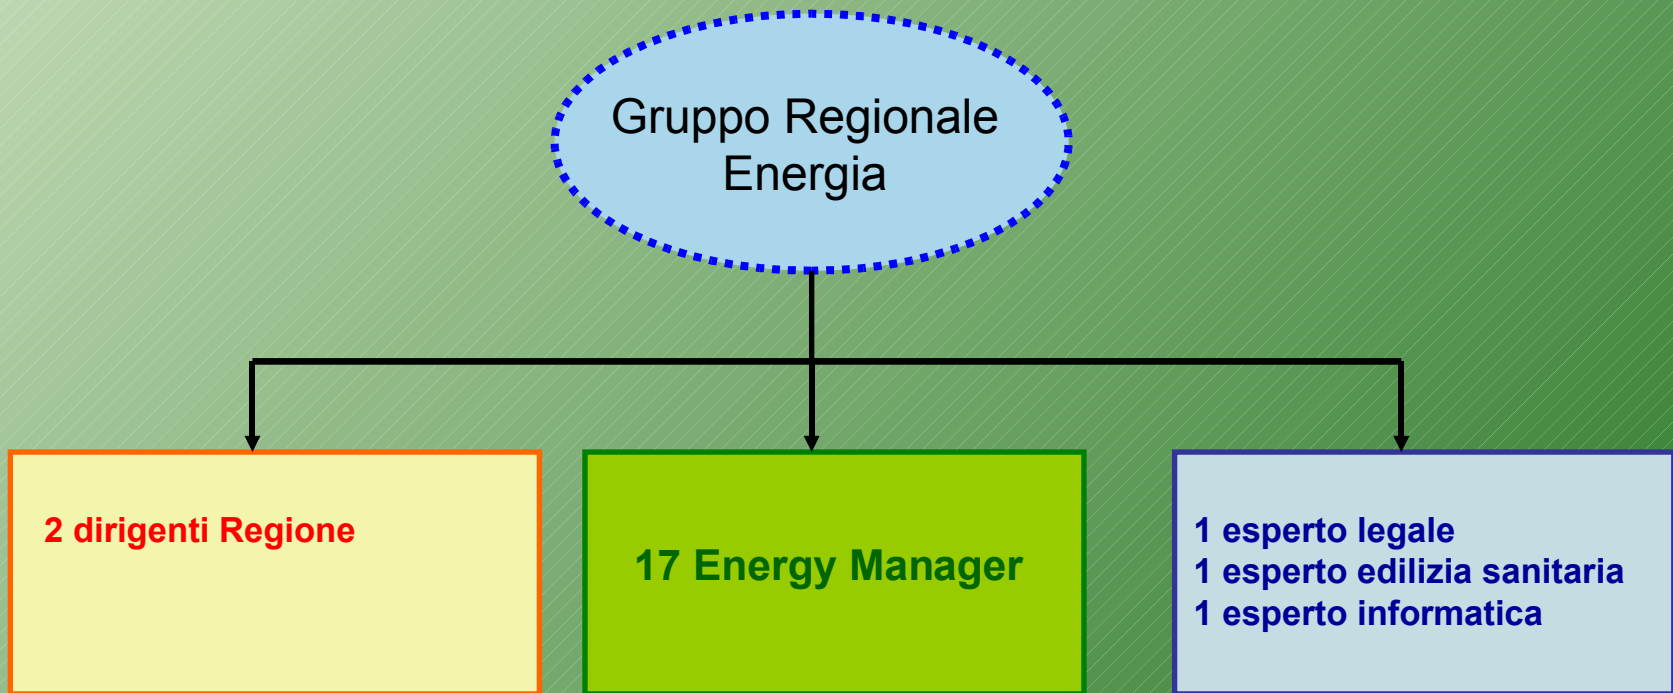 Gruppo Regionale
Energia
2 dirigenti Regione
17 Energy Manager
1 esperto legale
1 esperto edilizia sanitaria
1 esperto informatica